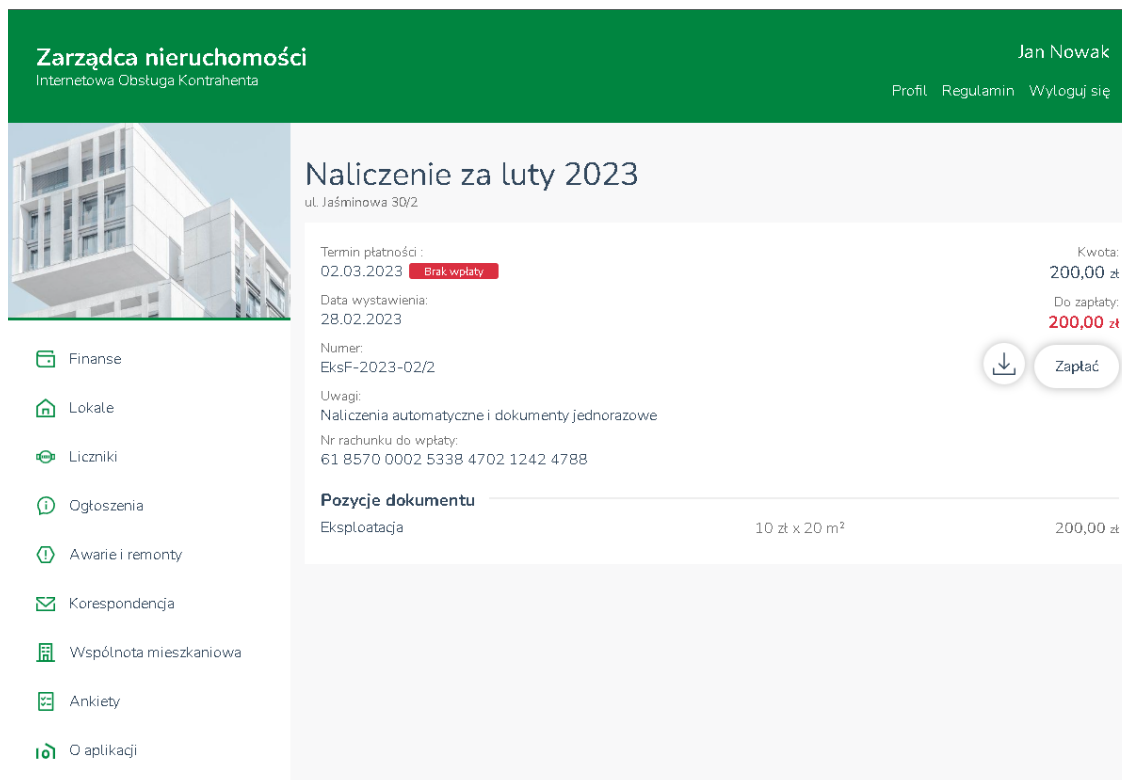 Zarządca nieruchomości
Internetowa Obsługa Kontrahenta
Jan Nowak
Profil Regulamin Wyloguj się
Finanse
Lokale
Liczniki
Ogłoszenia
Awarie i remonty
Korespondencja
Wspólnota mieszkaniowa
Ankiety
O aplikacji
Naliczenie za luty 2023
ul. Jaśminowa 30/2
Termin płatności :
02.03.2023 Brak wpłaty
Data wystawienia:
28.02.2023
Numer:
EksF-2023-02/2
Uwagi:
Naliczenia automatyczne i dokumenty jednorazowe
Nr rachunku do wpłaty:
61 8570 0002 5338 4702 1242 4788
Kwota:
200,00 zł
Do zapłaty:
200,00 zł
Zapłać
Pozycje dokumentu
Eksploatacja 10 zł x 20 m² 200,00 zł